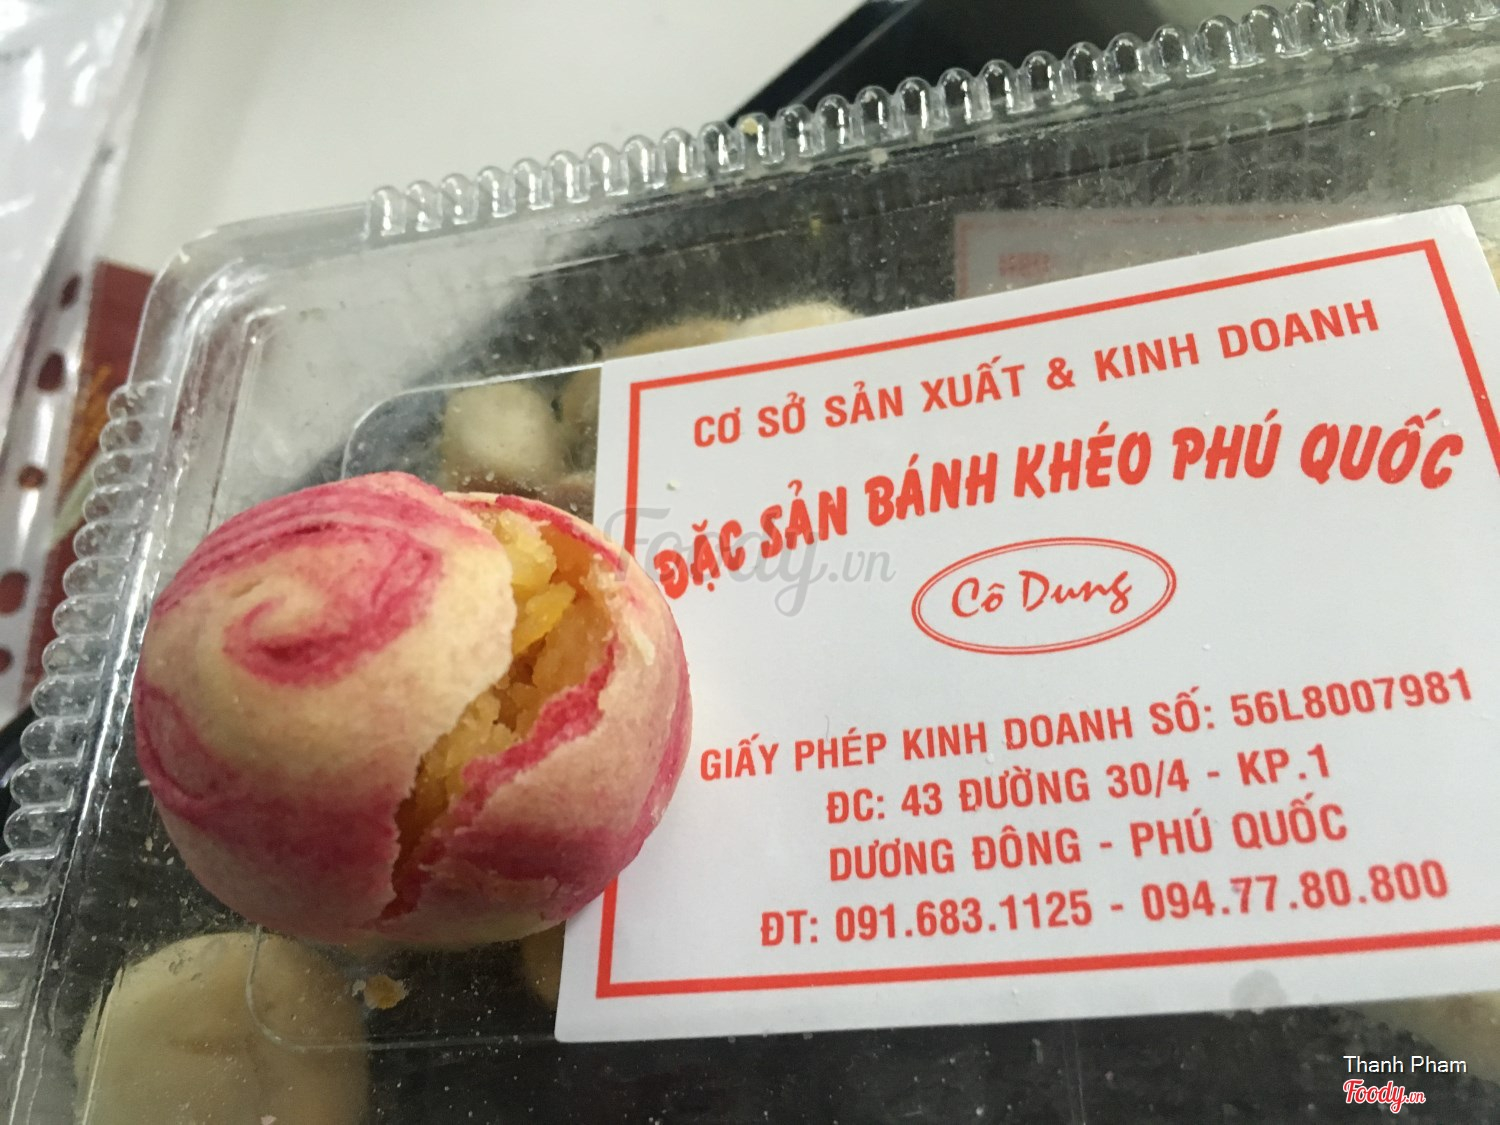 CƠ SỞ SẢN XUẤT & KINH DOANH
ĐẶC SẢN BÁNH KHÉO PHÚ QUỐC
Cô Dung
GIẤY PHÉP KINH DOANH SỐ: 56L8007981
ĐC: 43 ĐƯỜNG 30/4 - KP.1
DƯƠNG ĐÔNG - PHÚ QUỐC
ĐT: 091.683.1125 - 094.77.80.800
Foody.vn
Thanh Pham
Foody.vn